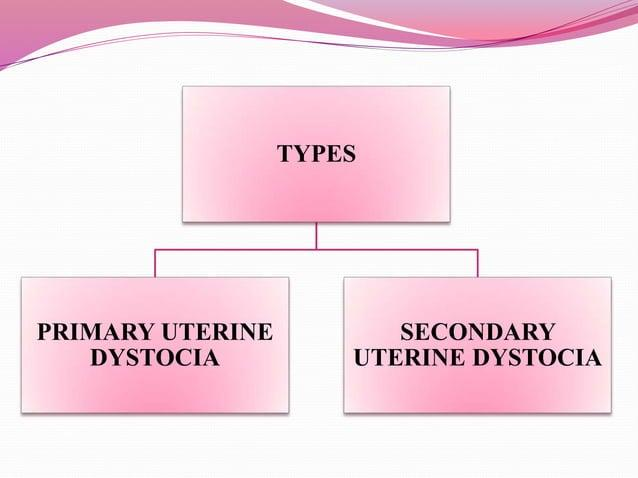 TYPES
PRIMARY UTERINE
DYSTOCIA
SECONDARY
UTERINE DYSTOCIA